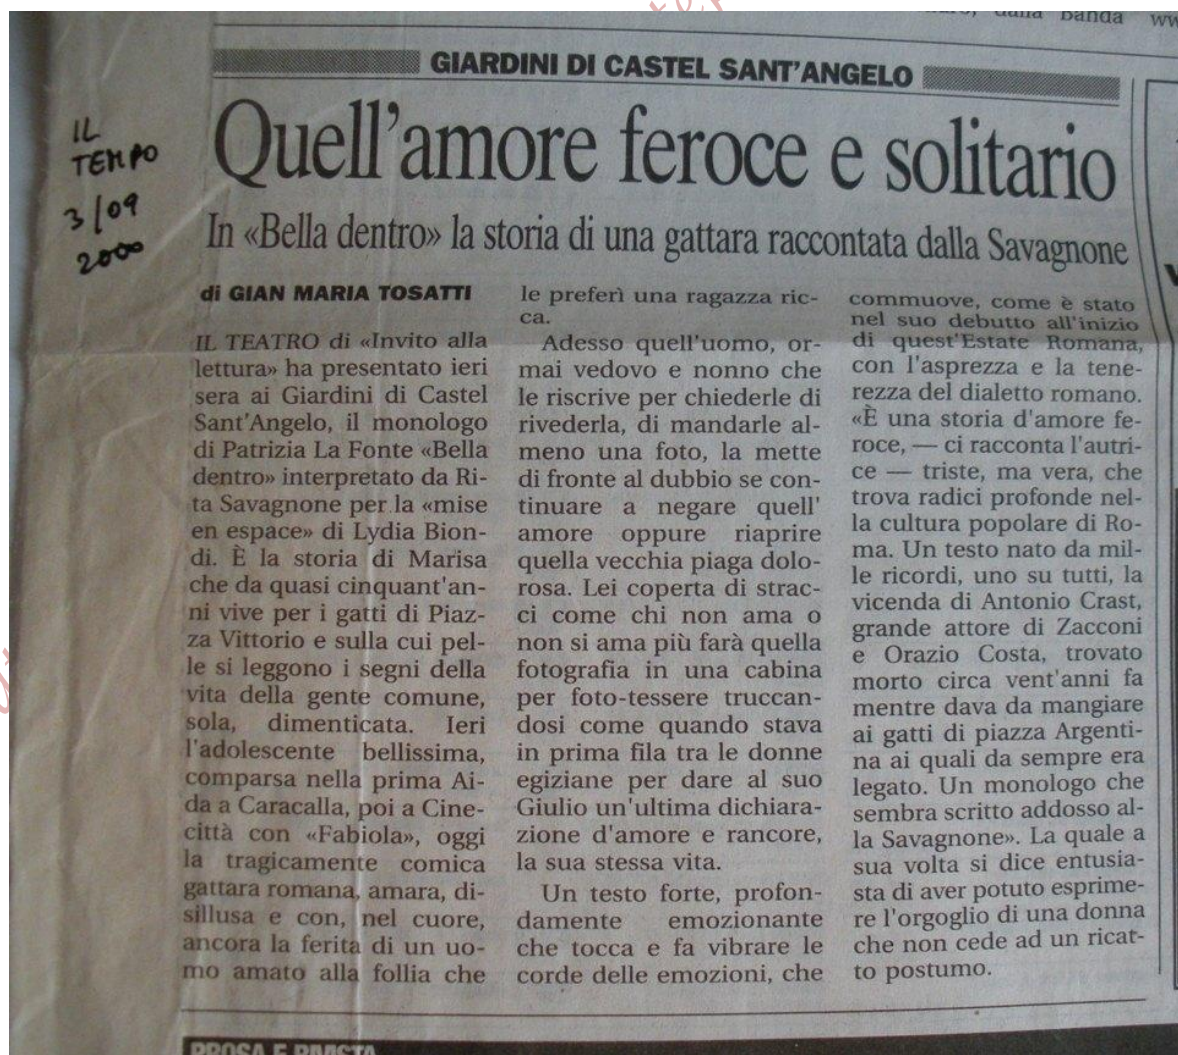 dalla Banda
GIARDINI DI CASTEL SANT'ANGELO
IL
TEMPO
3/09
2000
Quell'amore feroce e solitario
In «Bella dentro» la storia di una gattara raccontata dalla Savagnone
di GIAN MARIA TOSATTI
IL TEATRO di «Invito alla
lettura» ha presentato ieri
sera ai Giardini di Castel
Sant'Angelo, il monologo
di Patrizia La Fonte «Bella
dentro» interpretato da Ri-
ta Savagnone per la «mise
en espace» di Lydia Bion-
di. È la storia di Marisa
che da quasi cinquant'an-
ni vive per i gatti di Piaz-
za Vittorio e sulla cui pel-
le si leggono i segni della
vita della gente comune,
sola, dimenticata. Ieri
l'adolescente bellissima,
comparsa nella prima Ai-
da a Caracalla, poi a Cine-
città con «Fabiola», oggi
la tragicamente comica
gattara romana, amara, di-
sillusa e con, nel cuore,
ancora la ferita di un uo-
mo amato alla follia che
le preferì una ragazza ric-
ca.
Adesso quell'uomo, or-
mai vedovo e nonno che
le riscrive per chiederle di
rivederla, di mandarle al-
meno una foto, la mette
di fronte al dubbio se con-
tinuare a negare quell'
amore oppure riaprire
quella vecchia piaga dolo-
rosa. Lei coperta di strac-
ci come chi non ama o
non si ama più farà quella
fotografia in una cabina
per foto-tessere truccan-
dosi come quando stava
in prima fila tra le donne
egiziane per dare al suo
Giulio un'ultima dichiara-
zione d'amore e rancore,
la sua stessa vita.
Un testo forte, profon-
damente emozionante
che tocca e fa vibrare le
corde delle emozioni, che
commuove, come è stato
nel suo debutto all'inizio
di quest'Estate Romana,
con l'asprezza e la tene-
rezza del dialetto romano.
«È una storia d'amore fe-
roce, — ci racconta l'autri-
ce — triste, ma vera, che
trova radici profonde nel-
la cultura popolare di Ro-
ma. Un testo nato da mil-
le ricordi, uno su tutti, la
vicenda di Antonio Crast,
grande attore di Zacconi
e Orazio Costa, trovato
morto circa vent'anni fa
mentre dava da mangiare
ai gatti di piazza Argenti-
na ai quali da sempre era
legato. Un monologo che
sembra scritto addosso al-
la Savagnone». La quale a
sua volta si dice entusia-
sta di aver potuto esprime-
re l'orgoglio di una donna
che non cede ad un ricat-
to postumo.